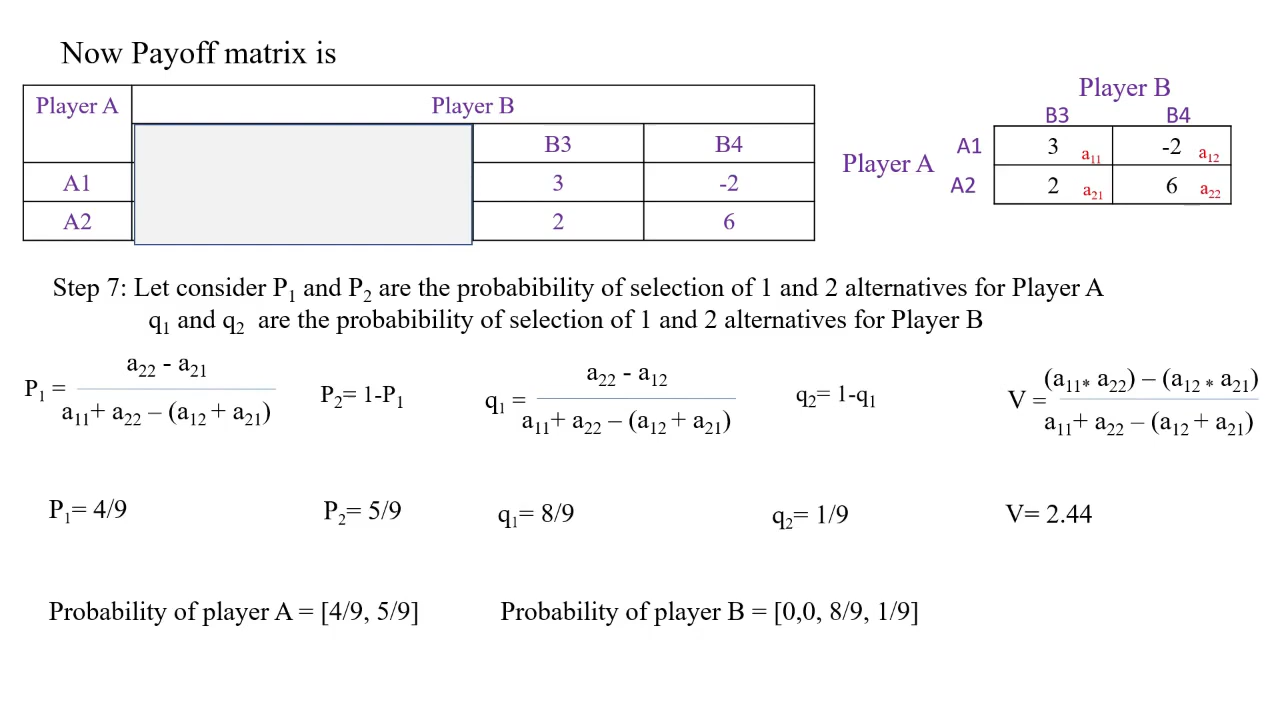 Now Payoff matrix is
Player A Player B
B3 B4
A1 3 -2
A2 2 6
Player B
B3 B4
Player A
A1 3 a11 -2 a12
A2 2 a21 6 a22
Step 7: Let consider P1 and P2 are the probabibility of selection of 1 and 2 alternatives for Player A
q1 and q2 are the probabibility of selection of 1 and 2 alternatives for Player B
P1 =
a22 - a21
a11+ a22 – (a12 + a21)
P2= 1-P1
q1 =
a22 - a12
a11+ a22 – (a12 + a21)
q2= 1-q1
V =
(a11* a22) – (a12 * a21)
a11+ a22 – (a12 + a21)
P1= 4/9
P2= 5/9
q1= 8/9
q2= 1/9
V= 2.44
Probability of player A = [4/9, 5/9]
Probability of player B = [0,0, 8/9, 1/9]